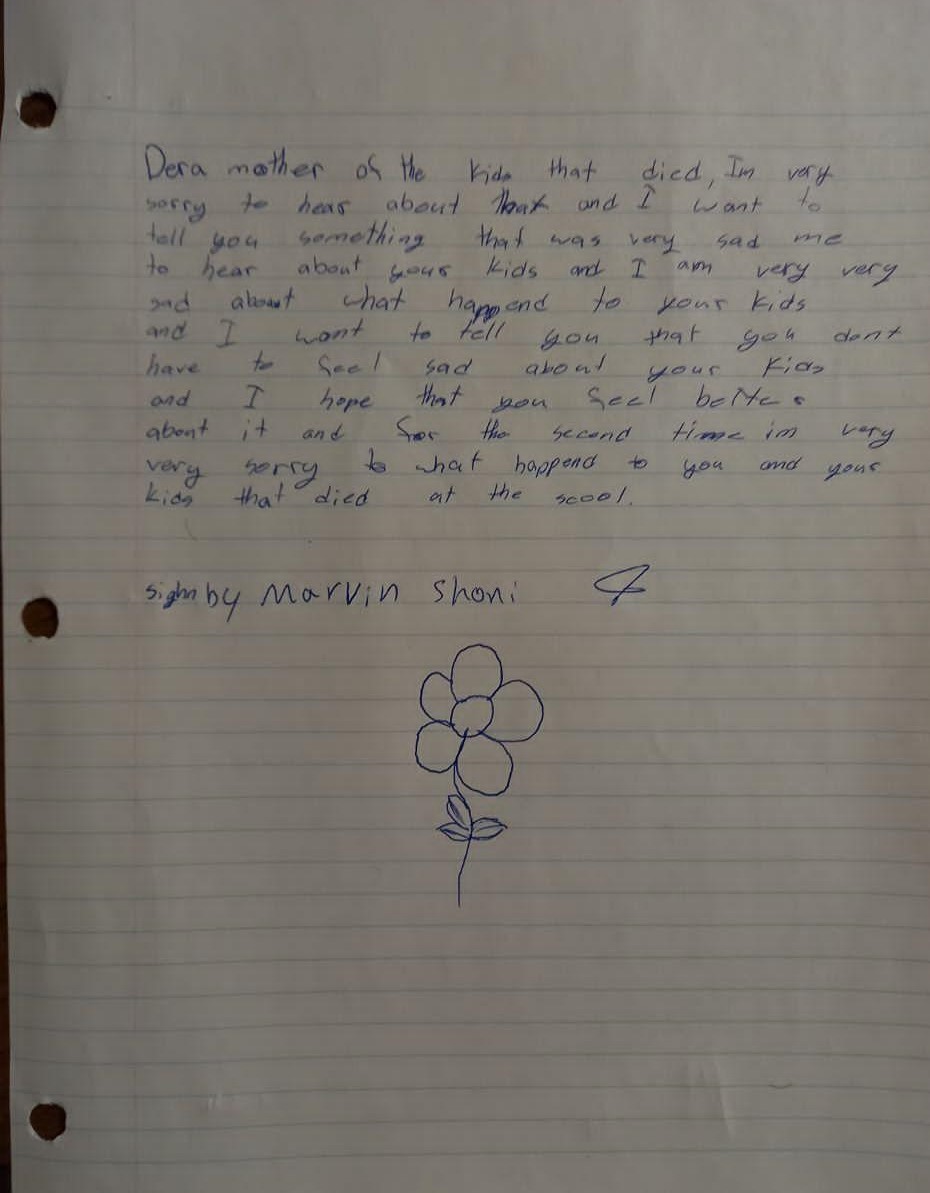 Dera mother of the kids that died, Im very
sorry to hear about that and I want to
tell you something that was very sad me
to hear about your kids and I am very very
sad about what happend to your kids
and I want to tell you that you dont
have to feel sad about your kids
and I hope that you feel better
about it and for the second time im very
very sorry to what happend to you and your
kids that died at the scool.
sighn by Marvin Shoni